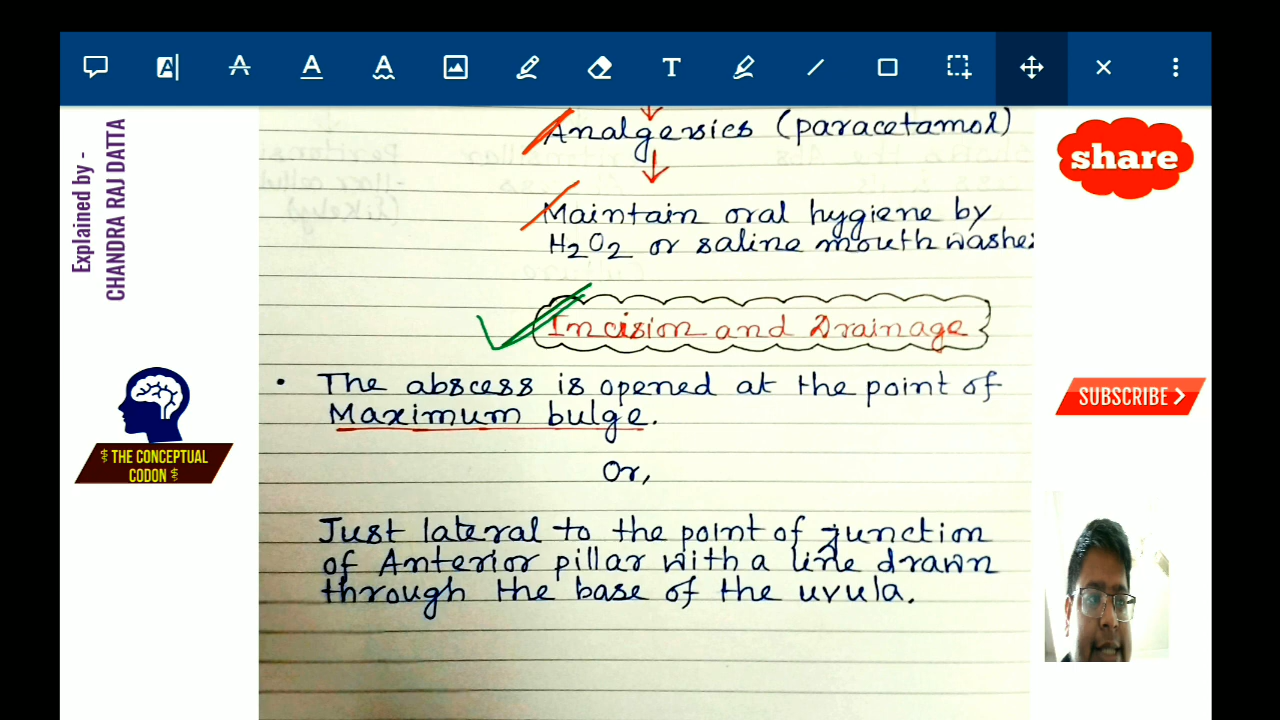 Explained by -
CHANDRA RAJ DATTA
$ THE CONCEPTUAL
CODON $
Analgesics (paracetamol)
Maintain oral hygiene by
H2O2 or saline mouth washes
Incision and Drainage
• The abscess is opened at the point of
Maximum bulge.
Or,
Just lateral to the point of junction
of Anterior pillar with a line drawn
through the base of the uvula.
share
SUBSCRIBE >